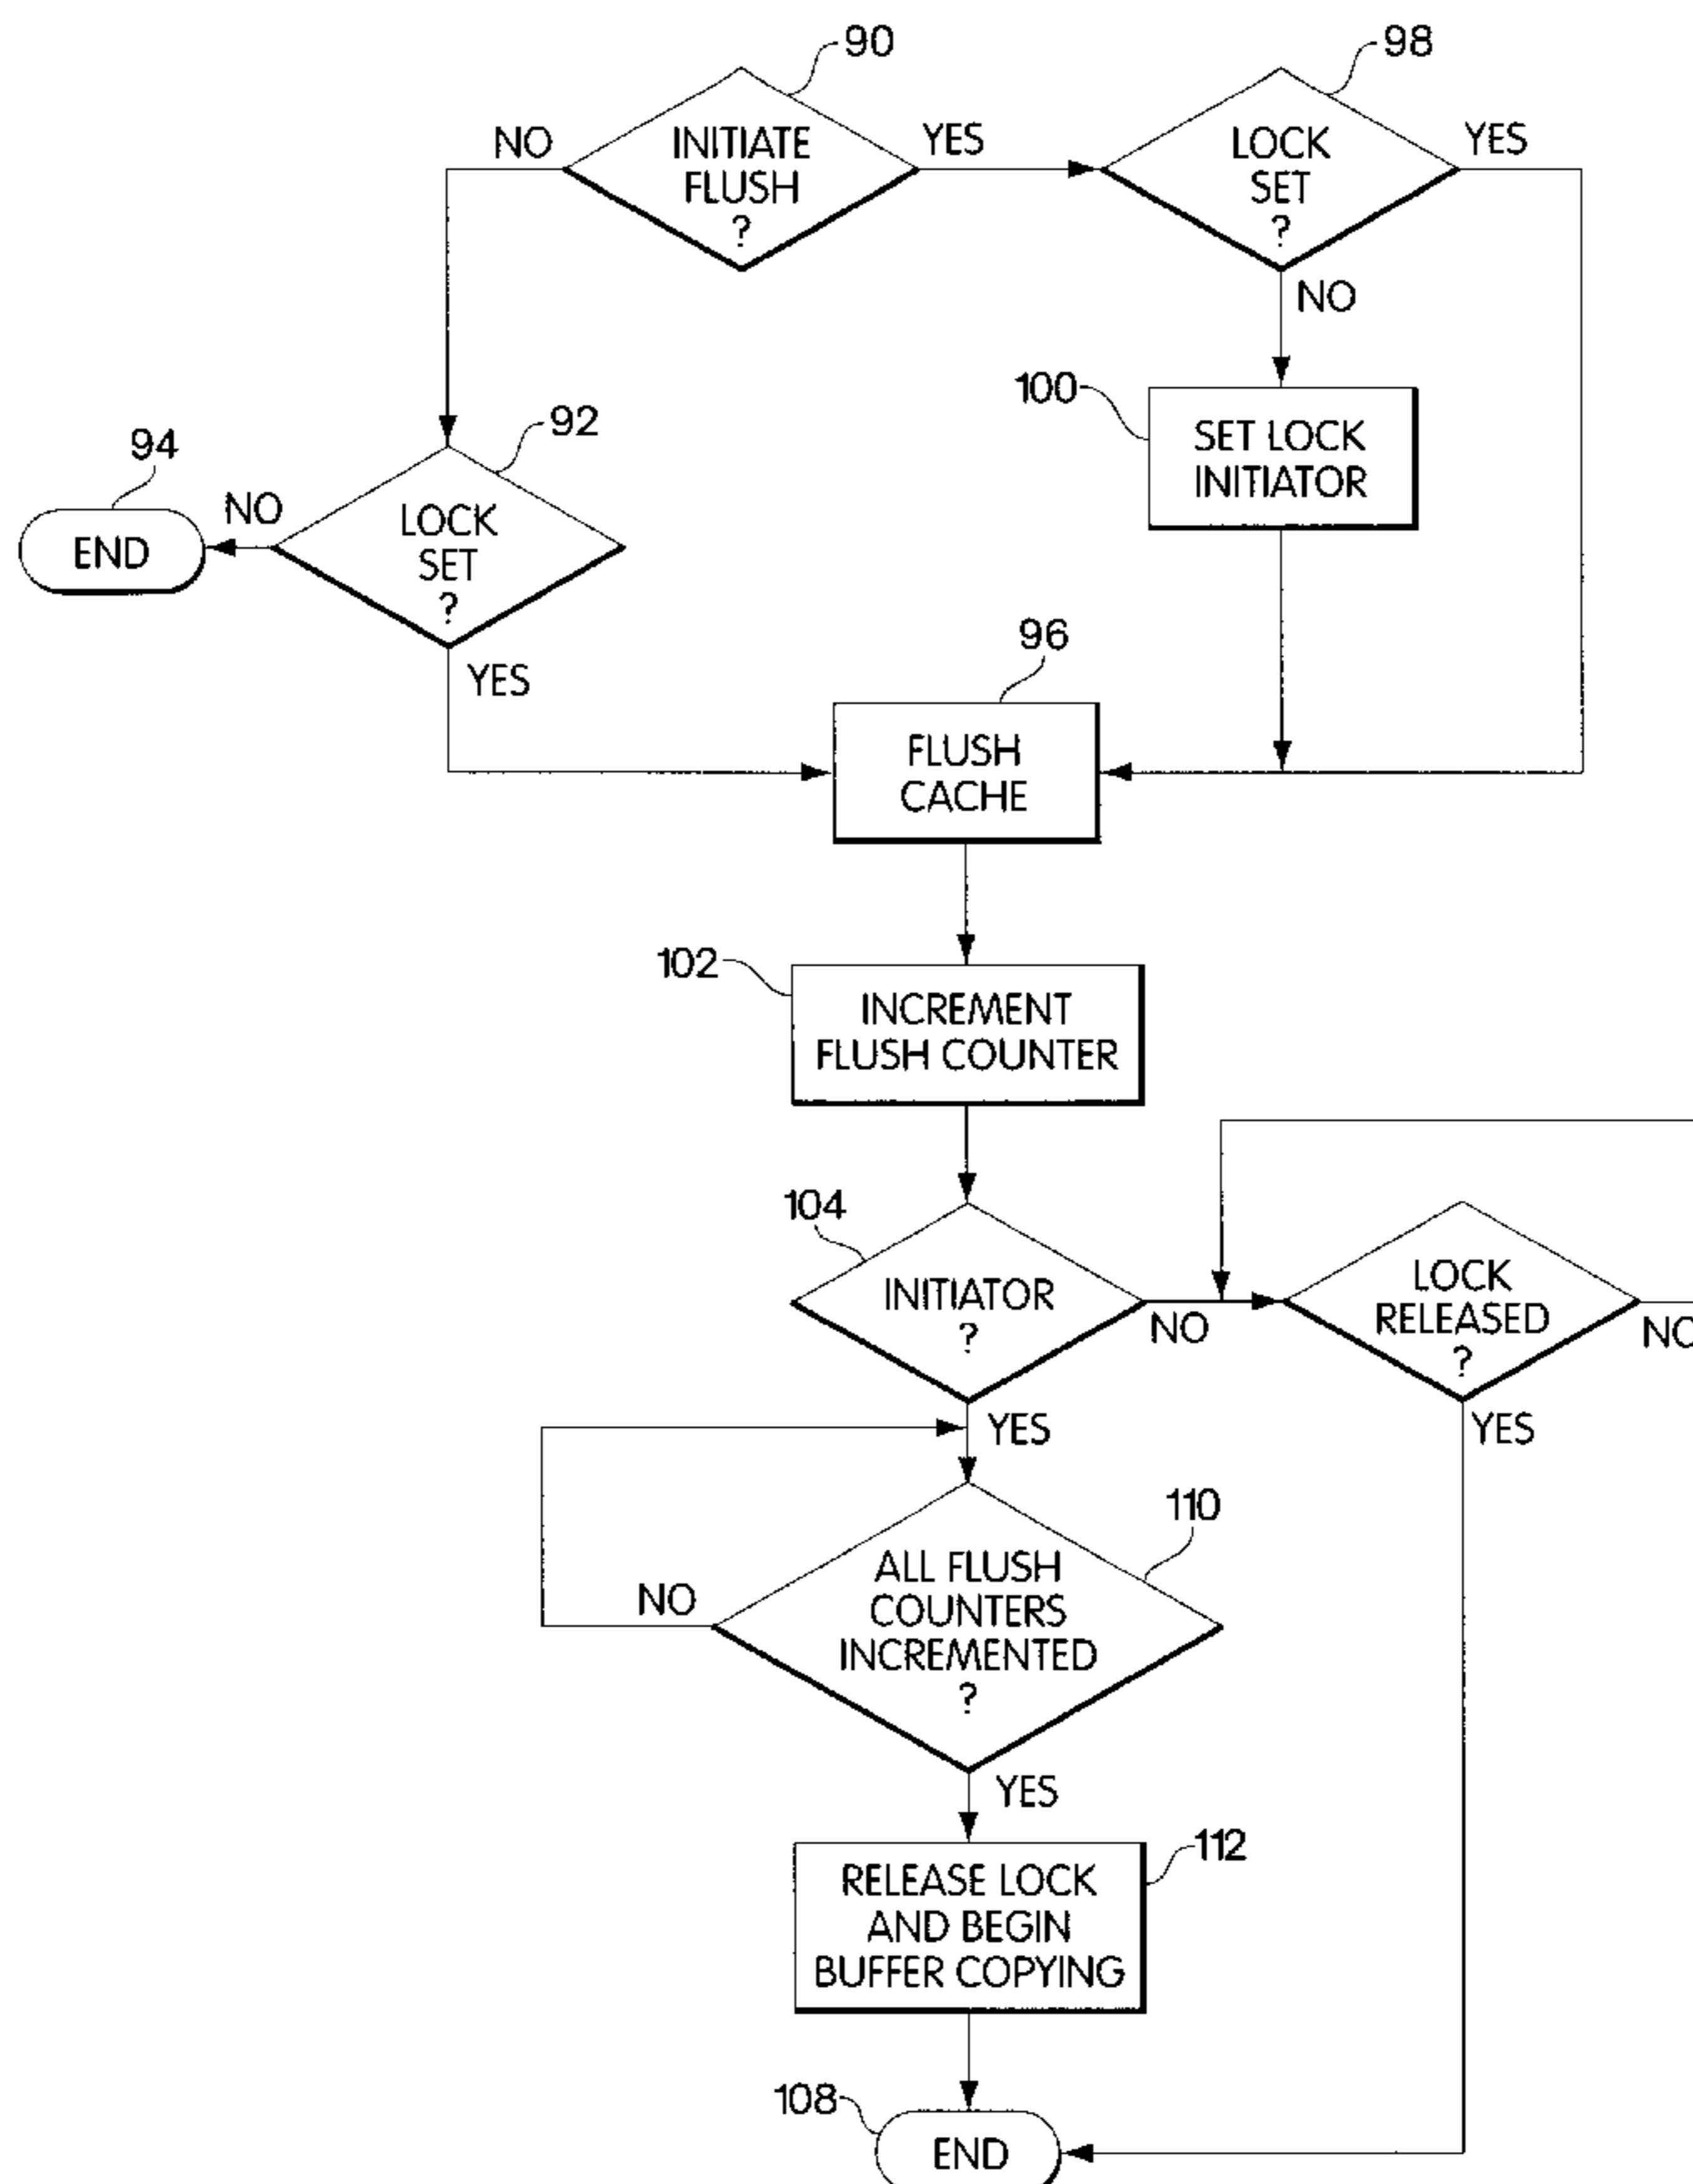 90
98
NO
INITIATE
FLUSH
?
YES
LOCK
SET
?
YES
NO
100
SET LOCK
INITIATOR
94
92
END
NO
LOCK
SET
?
YES
96
FLUSH
CACHE
102
INCREMENT
FLUSH COUNTER
104
INITIATOR
?
NO
LOCK
RELEASED
?
NO
YES
YES
110
ALL FLUSH
COUNTERS
INCREMENTED
?
NO
YES
112
RELEASE LOCK
AND BEGIN
BUFFER COPYING
108
END